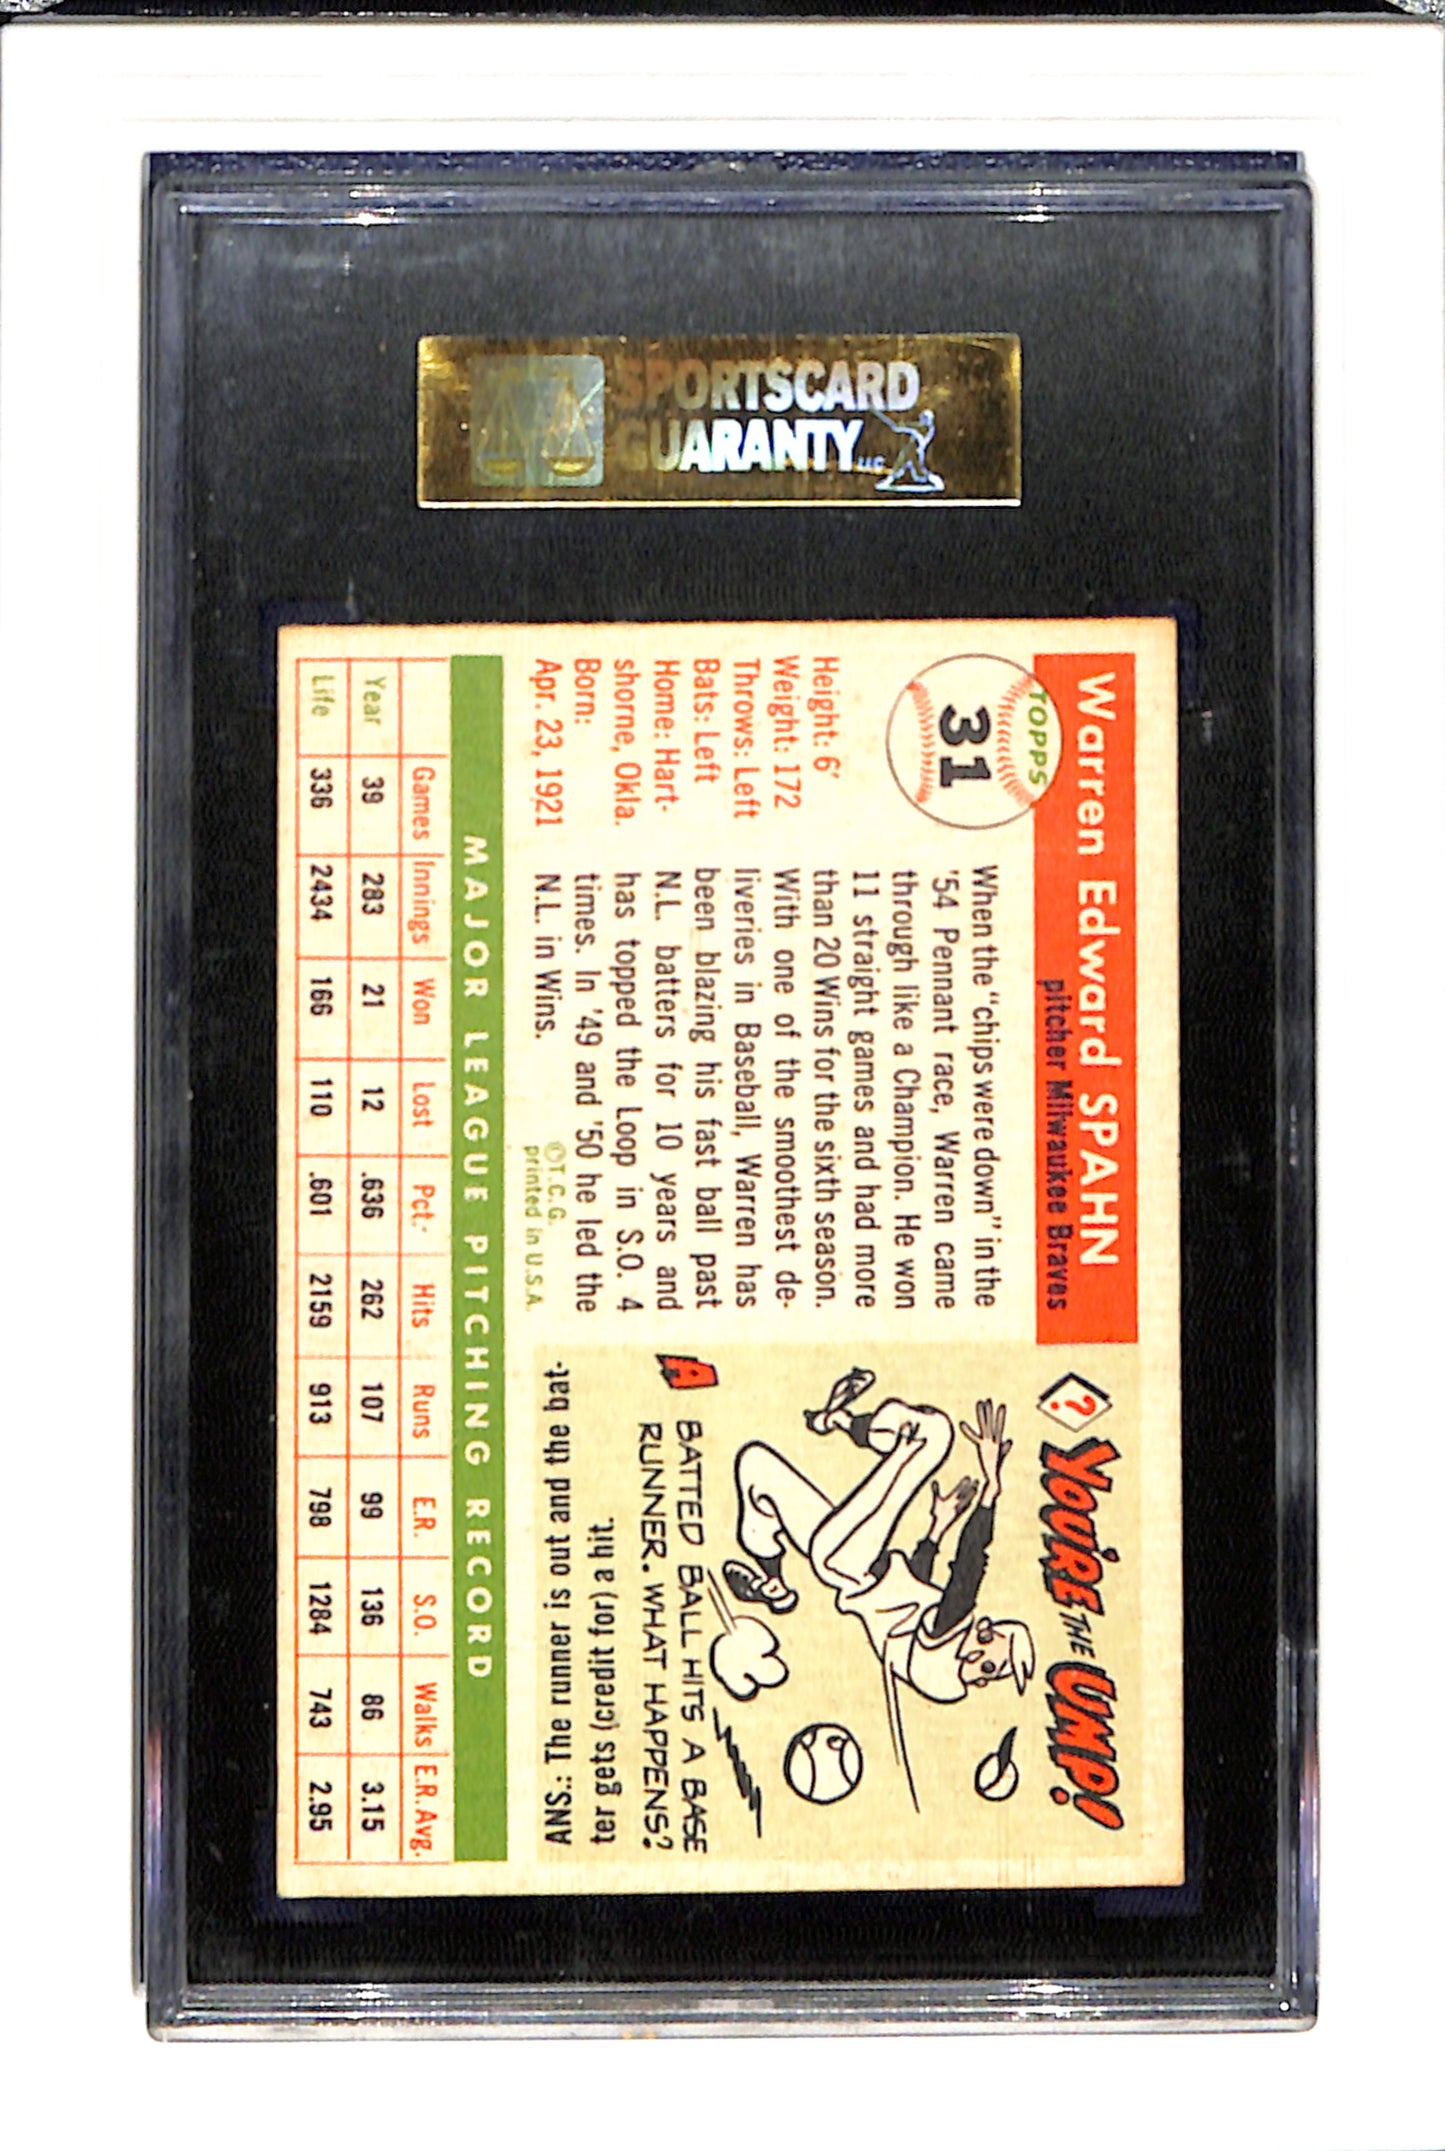 SPORTSCARD
GUARANTY LLC
Warren Edward SPAHN
pitcher Milwaukee Braves
TOPPS
31
Height: 6'
Weight: 172
Throws: Left
Bats: Left
Home: Hart-
shorne, Okla.
Born:
Apr. 23, 1921
When the "chips were down" in the
'54 Pennant race, Warren came
through like a Champion. He won
11 straight games and had more
than 20 Wins for the sixth season.
With one of the smoothest de-
liveries in Baseball, Warren has
been blazing his fast ball past
N.L. batters for 10 years and
has topped the Loop in S.O. 4
times. In '49 and '50 he led the
N.L. in Wins.
©T.C.G.
printed in U.S.A.
? YOU'RE THE UMP!
A BATTED BALL HITS A BASE
RUNNER. WHAT HAPPENS?
ANS.: The runner is out and the bat-
ter gets (credit for) a hit.
MAJOR LEAGUE PITCHING RECORD
Games Innings Won Lost Pct. Hits Runs E.R. S.O. Walks E.R.Avg.
Year 39 283 21 12 .636 262 107 99 136 86 3.15
Life 336 2434 166 110 .601 2159 913 798 1284 743 2.95